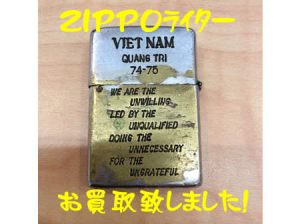 ZIPPOライター
VIET NAM
QUANG TRI
74-75
WE ARE THE
UNWILLING
LED BY THE
UNQUALIFIED
DOING THE
UNNECESSARY
FOR THE
UNGRATEFUL
お買取致しました!